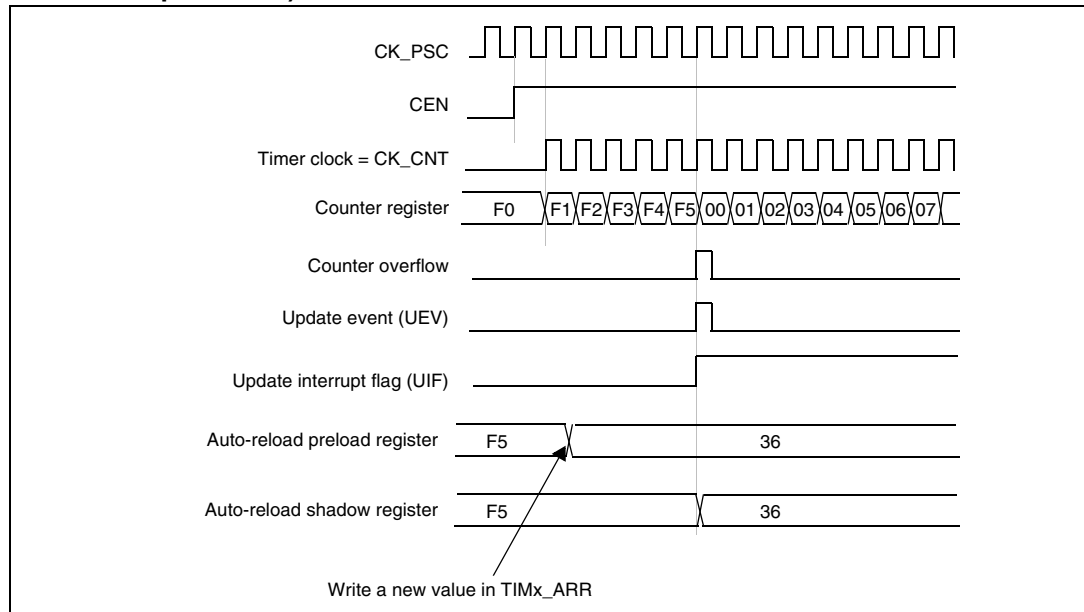 CK_PSC
CEN
Timer clock = CK_CNT
Counter register F0 F1 F2 F3 F4 F5 00 01 02 03 04 05 06 07
Counter overflow
Update event (UEV)
Update interrupt flag (UIF)
Auto-reload preload register F5 36
Auto-reload shadow register F5 36
Write a new value in TIMx_ARR